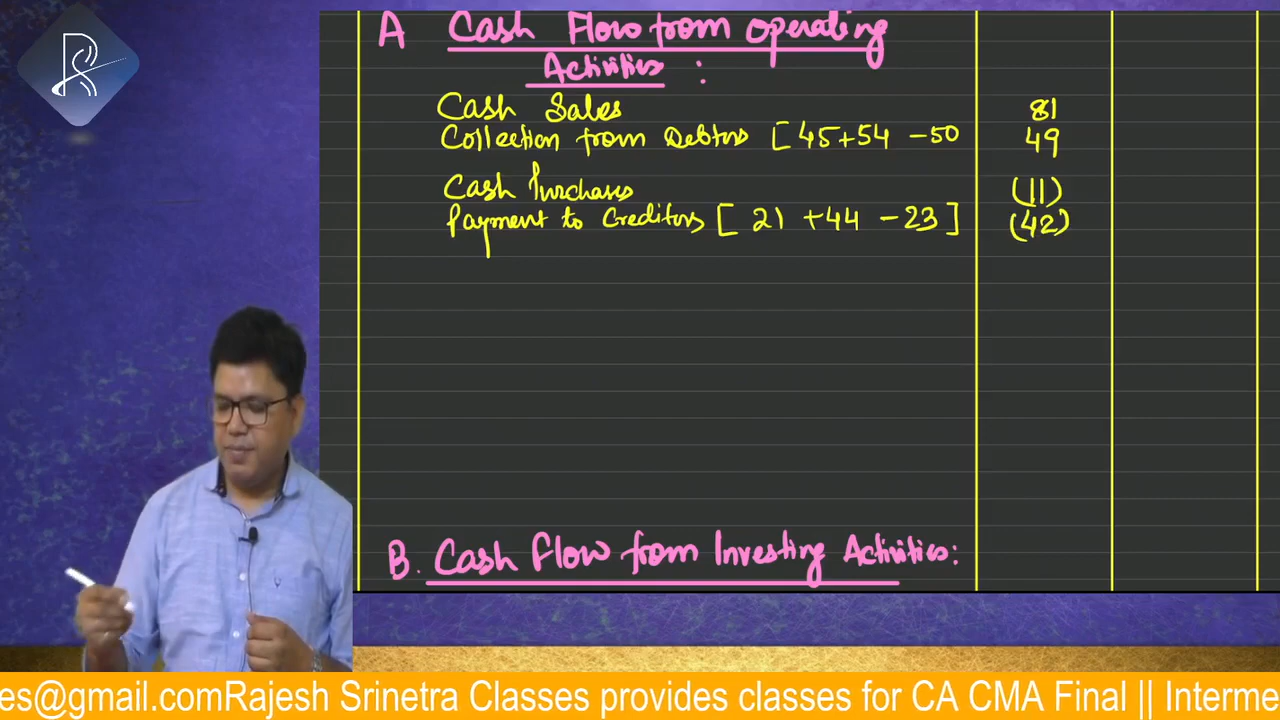 A Cash Flow from operating
Activities :
Cash Sales 81
Collection from Debtors [ 45+54 -50 49
Cash Purchases (11)
Payment to Creditors [ 21 +44 - 23 ] (42)
B. Cash Flow from Investing Activities:
es@gmail.comRajesh Srinetra Classes provides classes for CA CMA Final || Interme